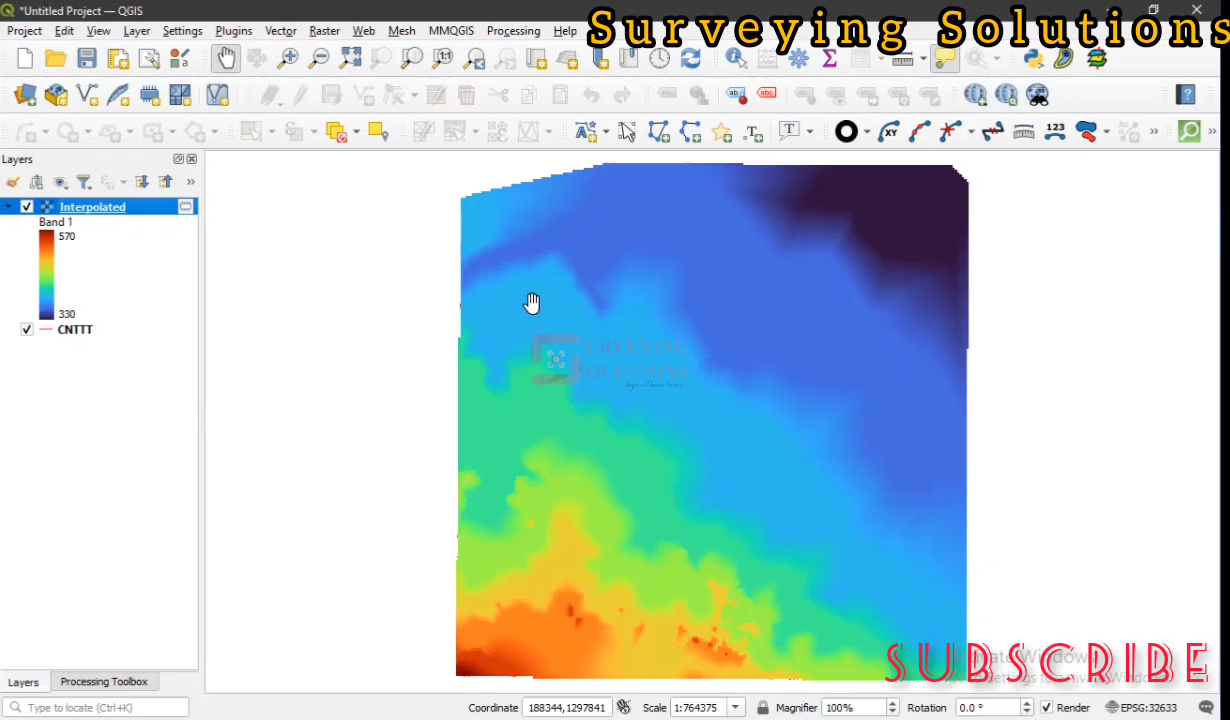 *Untitled Project — QGIS
Surveying Solutions
Project Edit View Layer Settings Plugins Vector Raster Web Mesh MMQGIS Processing Help
Layers
Interpolated
Band 1
570
330
CNTTT
URVEYING
OLUTIONS
SUBSCRIBE
Layers Processing Toolbox
Type to locate (Ctrl+K) Coordinate 188344,1297841 Scale 1:764375 Magnifier 100% Rotation 0.0 ° Render EPSG:32633